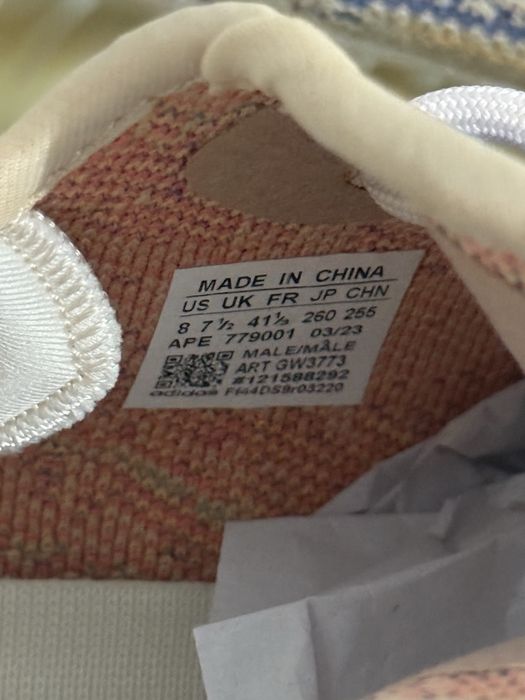 MADE IN CHINA
US UK FR JP CHN
8 7½ 41⅓ 260 255
APE 779001 03/23
MALE/MÂLE
ART GW3773
#121588292
adidas